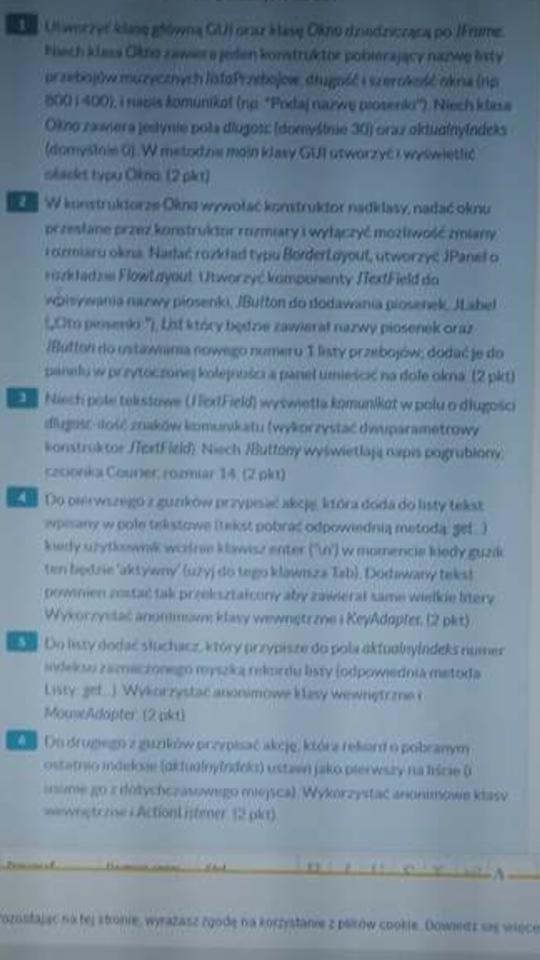 1 Utworzyć klasę główną GUI oraz klasę Okno dziedziczącą po JFrame.
Niech klasa Okno zawiera jeden konstruktor pobierający nazwę listy
przebojów muzycznych listaPrzebojow, długość i szerokość okna (np.
800 i 400), i napis komunikat (np. "Podaj nazwę piosenki"). Niech klasa
Okno zawiera jedynie pola dlugosc (domyślnie 30) oraz aktualnyIndeks
(domyślnie 0). W metodzie main klasy GUI utworzyć i wyświetlić
obiekt typu Okno. (2 pkt)
2 W konstruktorze Okna wywołać konstruktor nadklasy, nadać oknu
przesłane przez konstruktor rozmiary i wyłączyć możliwość zmiany
rozmiaru okna. Nadać rozkład typu BorderLayout, utworzyć JPanel o
rozkładzie FlowLayout. Utworzyć komponenty JTextField do
wpisywania nazwy piosenki, JButton do dodawania piosenek, JLabel
(„Oto piosenki: "), List który będzie zawierał nazwy piosenek oraz
JButton do ustawiania nowego numeru 1 listy przebojów; dodać je do
panelu w przytoczonej kolejności a panel umieścić na dole okna. (2 pkt)
3 Niech pole tekstowe (JTextField) wyświetla komunikat w polu o długości
dlugosc-ilość znaków komunikatu (wykorzystać dwuparametrowy
konstruktor JTextField). Niech JButtony wyświetlają napis pogrubiony,
czcionka Courier, rozmiar 14. (2 pkt)
4 Do pierwszego z guzików przypisać akcję, która doda do listy tekst
wpisany w pole tekstowe (tekst pobrać odpowiednią metodą: get...)
kiedy użytkownik wciśnie klawisz enter ('\n') w momencie kiedy guzik
ten będzie 'aktywny' (użyj do tego klawisza Tab). Dodawany tekst
powinien zostać tak przekształcony aby zawierał same wielkie litery.
Wykorzystać anonimowe klasy wewnętrzne i KeyAdapter. (2 pkt)
5 Do listy dodać słuchacz, który przypisze do pola aktualnyIndeks numer
indeksu zaznaczonego myszką rekordu listy (odpowiednia metoda
Listy: get...). Wykorzystać anonimowe klasy wewnętrzne i
MouseAdapter. (2 pkt)
6 Do drugiego z guzików przypisać akcję, która rekord o pobranym
ostatnio indeksie (aktualnyIndeks) ustawi jako pierwszy na liście (i
usunie go z dotychczasowego miejsca). Wykorzystać anonimowe klasy
wewnętrzne i ActionListener. (2 pkt)
Pozostając na tej stronie, wyrażasz zgodę na korzystanie z plików cookie. Dowiedz się więce